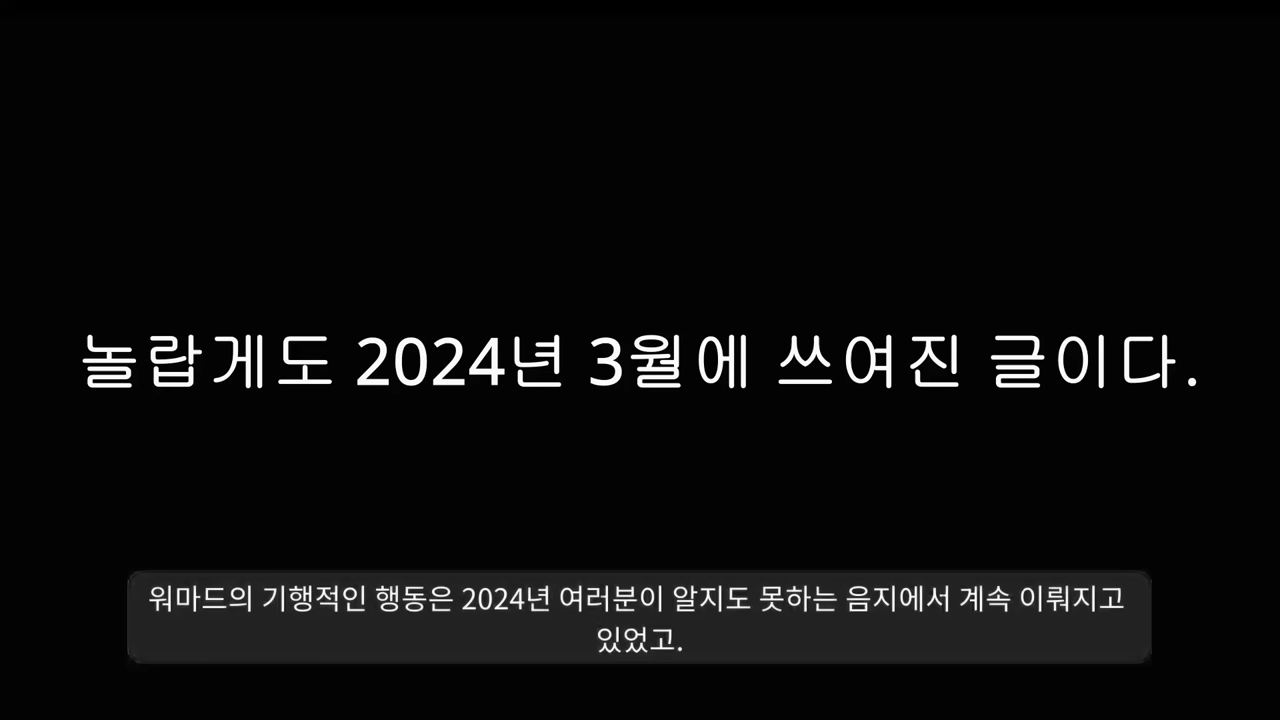 놀랍게도 2024년 3월에 쓰여진 글이다.
워마드의 기행적인 행동은 2024년 여러분이 알지도 못하는 음지에서 계속 이뤄지고
있었고.